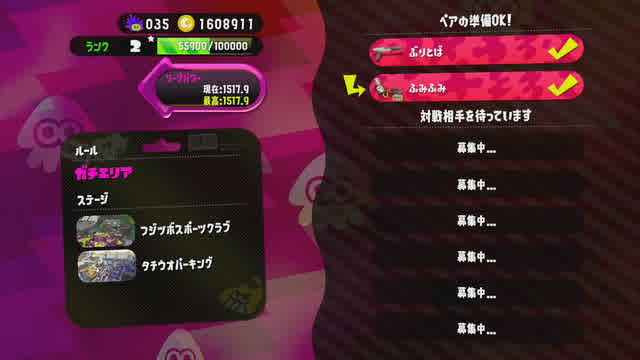 035 1608911
ランク 2 55900/100000
リーグパワー
現在:1517.9
最高:1517.9
ルール
ガチエリア
ステージ
フジツボスポーツクラブ
タチウオパーキング
ペアの準備OK!
ぷりとば
ふみふみ
対戦相手を待っています
募集中...
募集中...
募集中...
募集中...
募集中...
募集中...